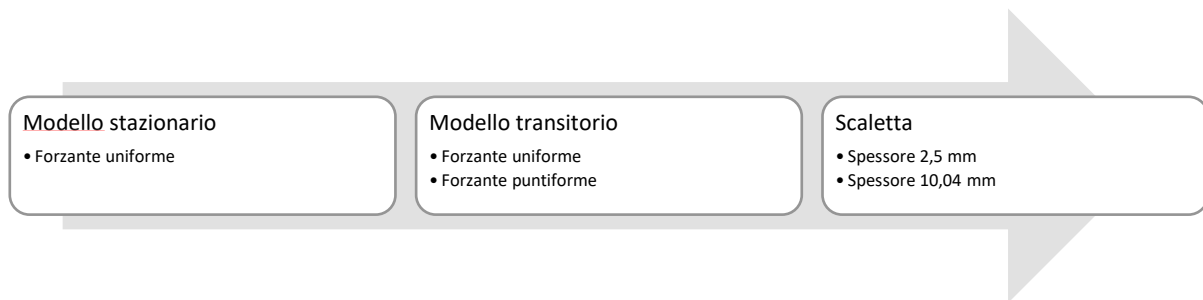 Modello stazionario
• Forzante uniforme
Modello transitorio
• Forzante uniforme
• Forzante puntiforme
Scaletta
• Spessore 2,5 mm
• Spessore 10,04 mm